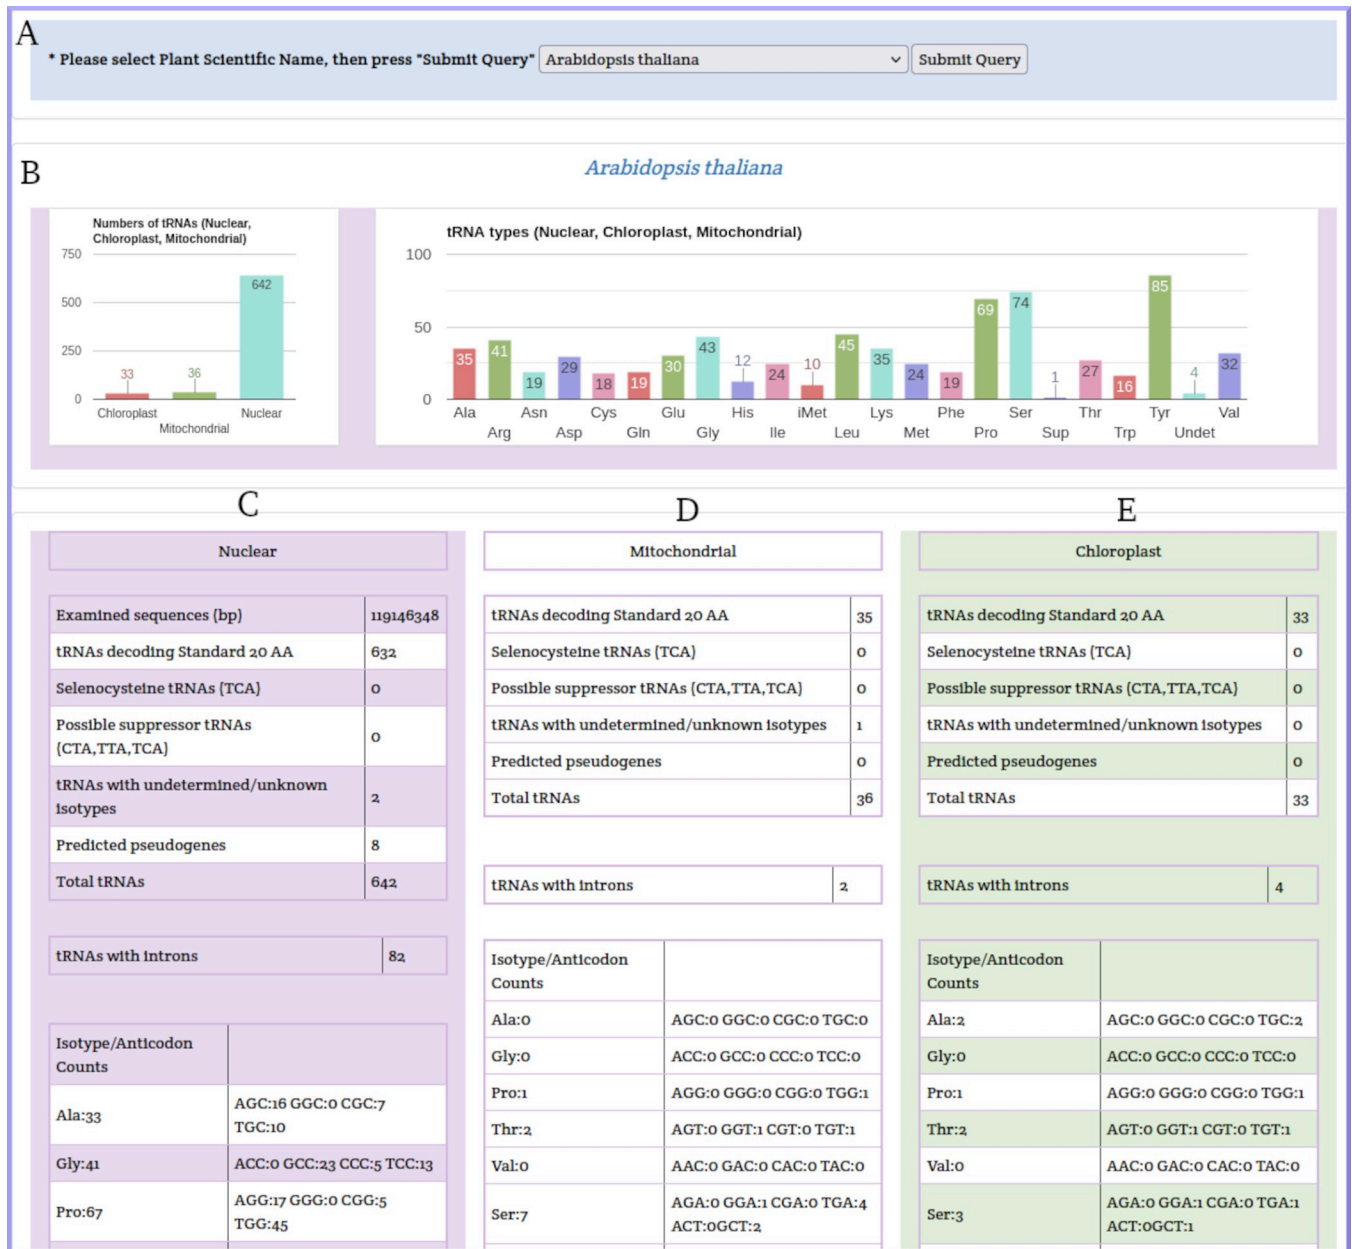 A
* Please select Plant Scientific Name, then press "Submit Query" Arabidopsis thaliana Submit Query
B
Arabidopsis thaliana
Numbers of tRNAs (Nuclear,
Chloroplast, Mitochondrial)
750
500
250
0
33
36
642
Chloroplast
Mitochondrial
Nuclear
tRNA types (Nuclear, Chloroplast, Mitochondrial)
100
50
0
35 41 19 29 18 19 30 43 12 24 10 45 35 24 19 69 74 1 27 16 85 4 32
Ala Asn Cys Glu His iMet Lys Phe Ser Thr Tyr Val
Arg Asp Gln Gly Ile Leu Met Pro Sup Trp Undet
C
Nuclear
Examined sequences (bp) 119146348
tRNAs decoding Standard 20 AA 632
Selenocysteine tRNAs (TCA) 0
Possible suppressor tRNAs
(CTA,TTA,TCA) 0
tRNAs with undetermined/unknown
isotypes 2
Predicted pseudogenes 8
Total tRNAs 642
tRNAs with introns 82
Isotype/Anticodon
Counts
Ala:33 AGC:16 GGC:0 CGC:7
TGC:10
Gly:41 ACC:0 GCC:23 CCC:5 TCC:13
Pro:67 AGG:17 GGG:0 CGG:5
TGG:45
D
Mitochondrial
tRNAs decoding Standard 20 AA 35
Selenocysteine tRNAs (TCA) 0
Possible suppressor tRNAs (CTA,TTA,TCA) 0
tRNAs with undetermined/unknown isotypes 1
Predicted pseudogenes 0
Total tRNAs 36
tRNAs with introns 2
Isotype/Anticodon
Counts
Ala:0 AGC:0 GGC:0 CGC:0 TGC:0
Gly:0 ACC:0 GCC:0 CCC:0 TCC:0
Pro:1 AGG:0 GGG:0 CGG:0 TGG:1
Thr:2 AGT:0 GGT:1 CGT:0 TGT:1
Val:0 AAC:0 GAC:0 CAC:0 TAC:0
Ser:7 AGA:0 GGA:1 CGA:0 TGA:4
ACT:0GCT:2
E
Chloroplast
tRNAs decoding Standard 20 AA 33
Selenocysteine tRNAs (TCA) 0
Possible suppressor tRNAs (CTA,TTA,TCA) 0
tRNAs with undetermined/unknown isotypes 0
Predicted pseudogenes 0
Total tRNAs 33
tRNAs with introns 4
Isotype/Anticodon
Counts
Ala:2 AGC:0 GGC:0 CGC:0 TGC:2
Gly:0 ACC:0 GCC:0 CCC:0 TCC:0
Pro:1 AGG:0 GGG:0 CGG:0 TGG:1
Thr:2 AGT:0 GGT:1 CGT:0 TGT:1
Val:0 AAC:0 GAC:0 CAC:0 TAC:0
Ser:3 AGA:0 GGA:1 CGA:0 TGA:1
ACT:0GCT:1